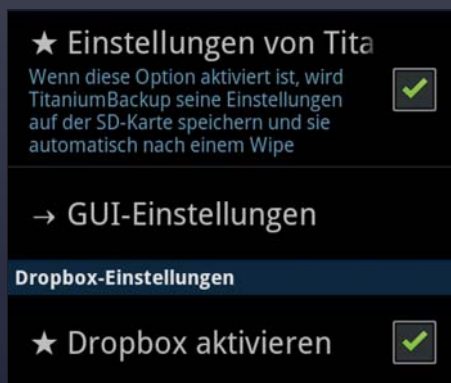 ★ Einstellungen von Tita
Wenn diese Option aktiviert ist, wird
TitaniumBackup seine Einstellungen
auf der SD-Karte speichern und sie
automatisch nach einem Wipe
→ GUI-Einstellungen
Dropbox-Einstellungen
★ Dropbox aktivieren